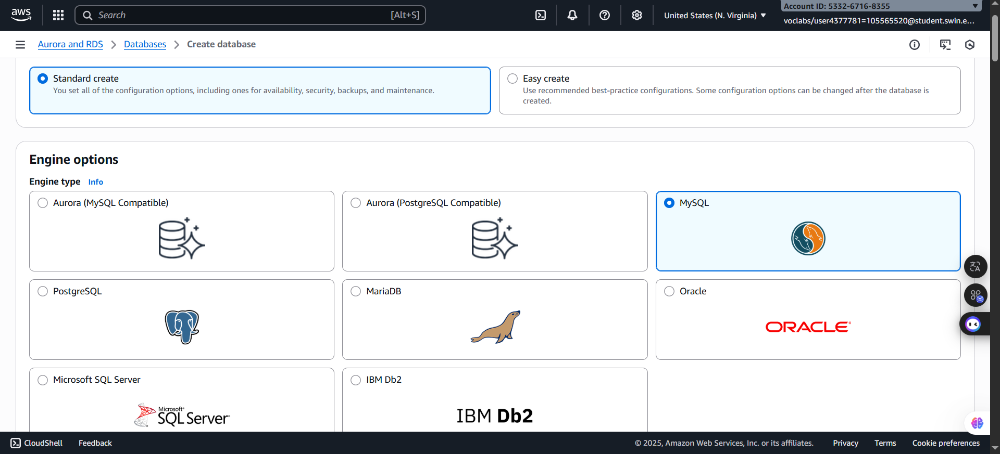 aws
Search [Alt+S]
United States (N. Virginia)
Account ID: 5332-6716-8355
voclabs/user4377781=105565520@student.swin.e...
Aurora and RDS
Databases
Create database
Standard create
You set all of the configuration options, including ones for availability, security, backups, and maintenance.
Easy create
Use recommended best-practice configurations. Some configuration options can be changed after the database is
created.
Engine options
Engine type Info
Aurora (MySQL Compatible)
Aurora (PostgreSQL Compatible)
MySQL
PostgreSQL
MariaDB
Oracle
ORACLE
Microsoft SQL Server
Microsoft
SQL Server
IBM Db2
IBM Db2
CloudShell
Feedback
© 2025, Amazon Web Services, Inc. or its affiliates.
Privacy
Terms
Cookie preferences